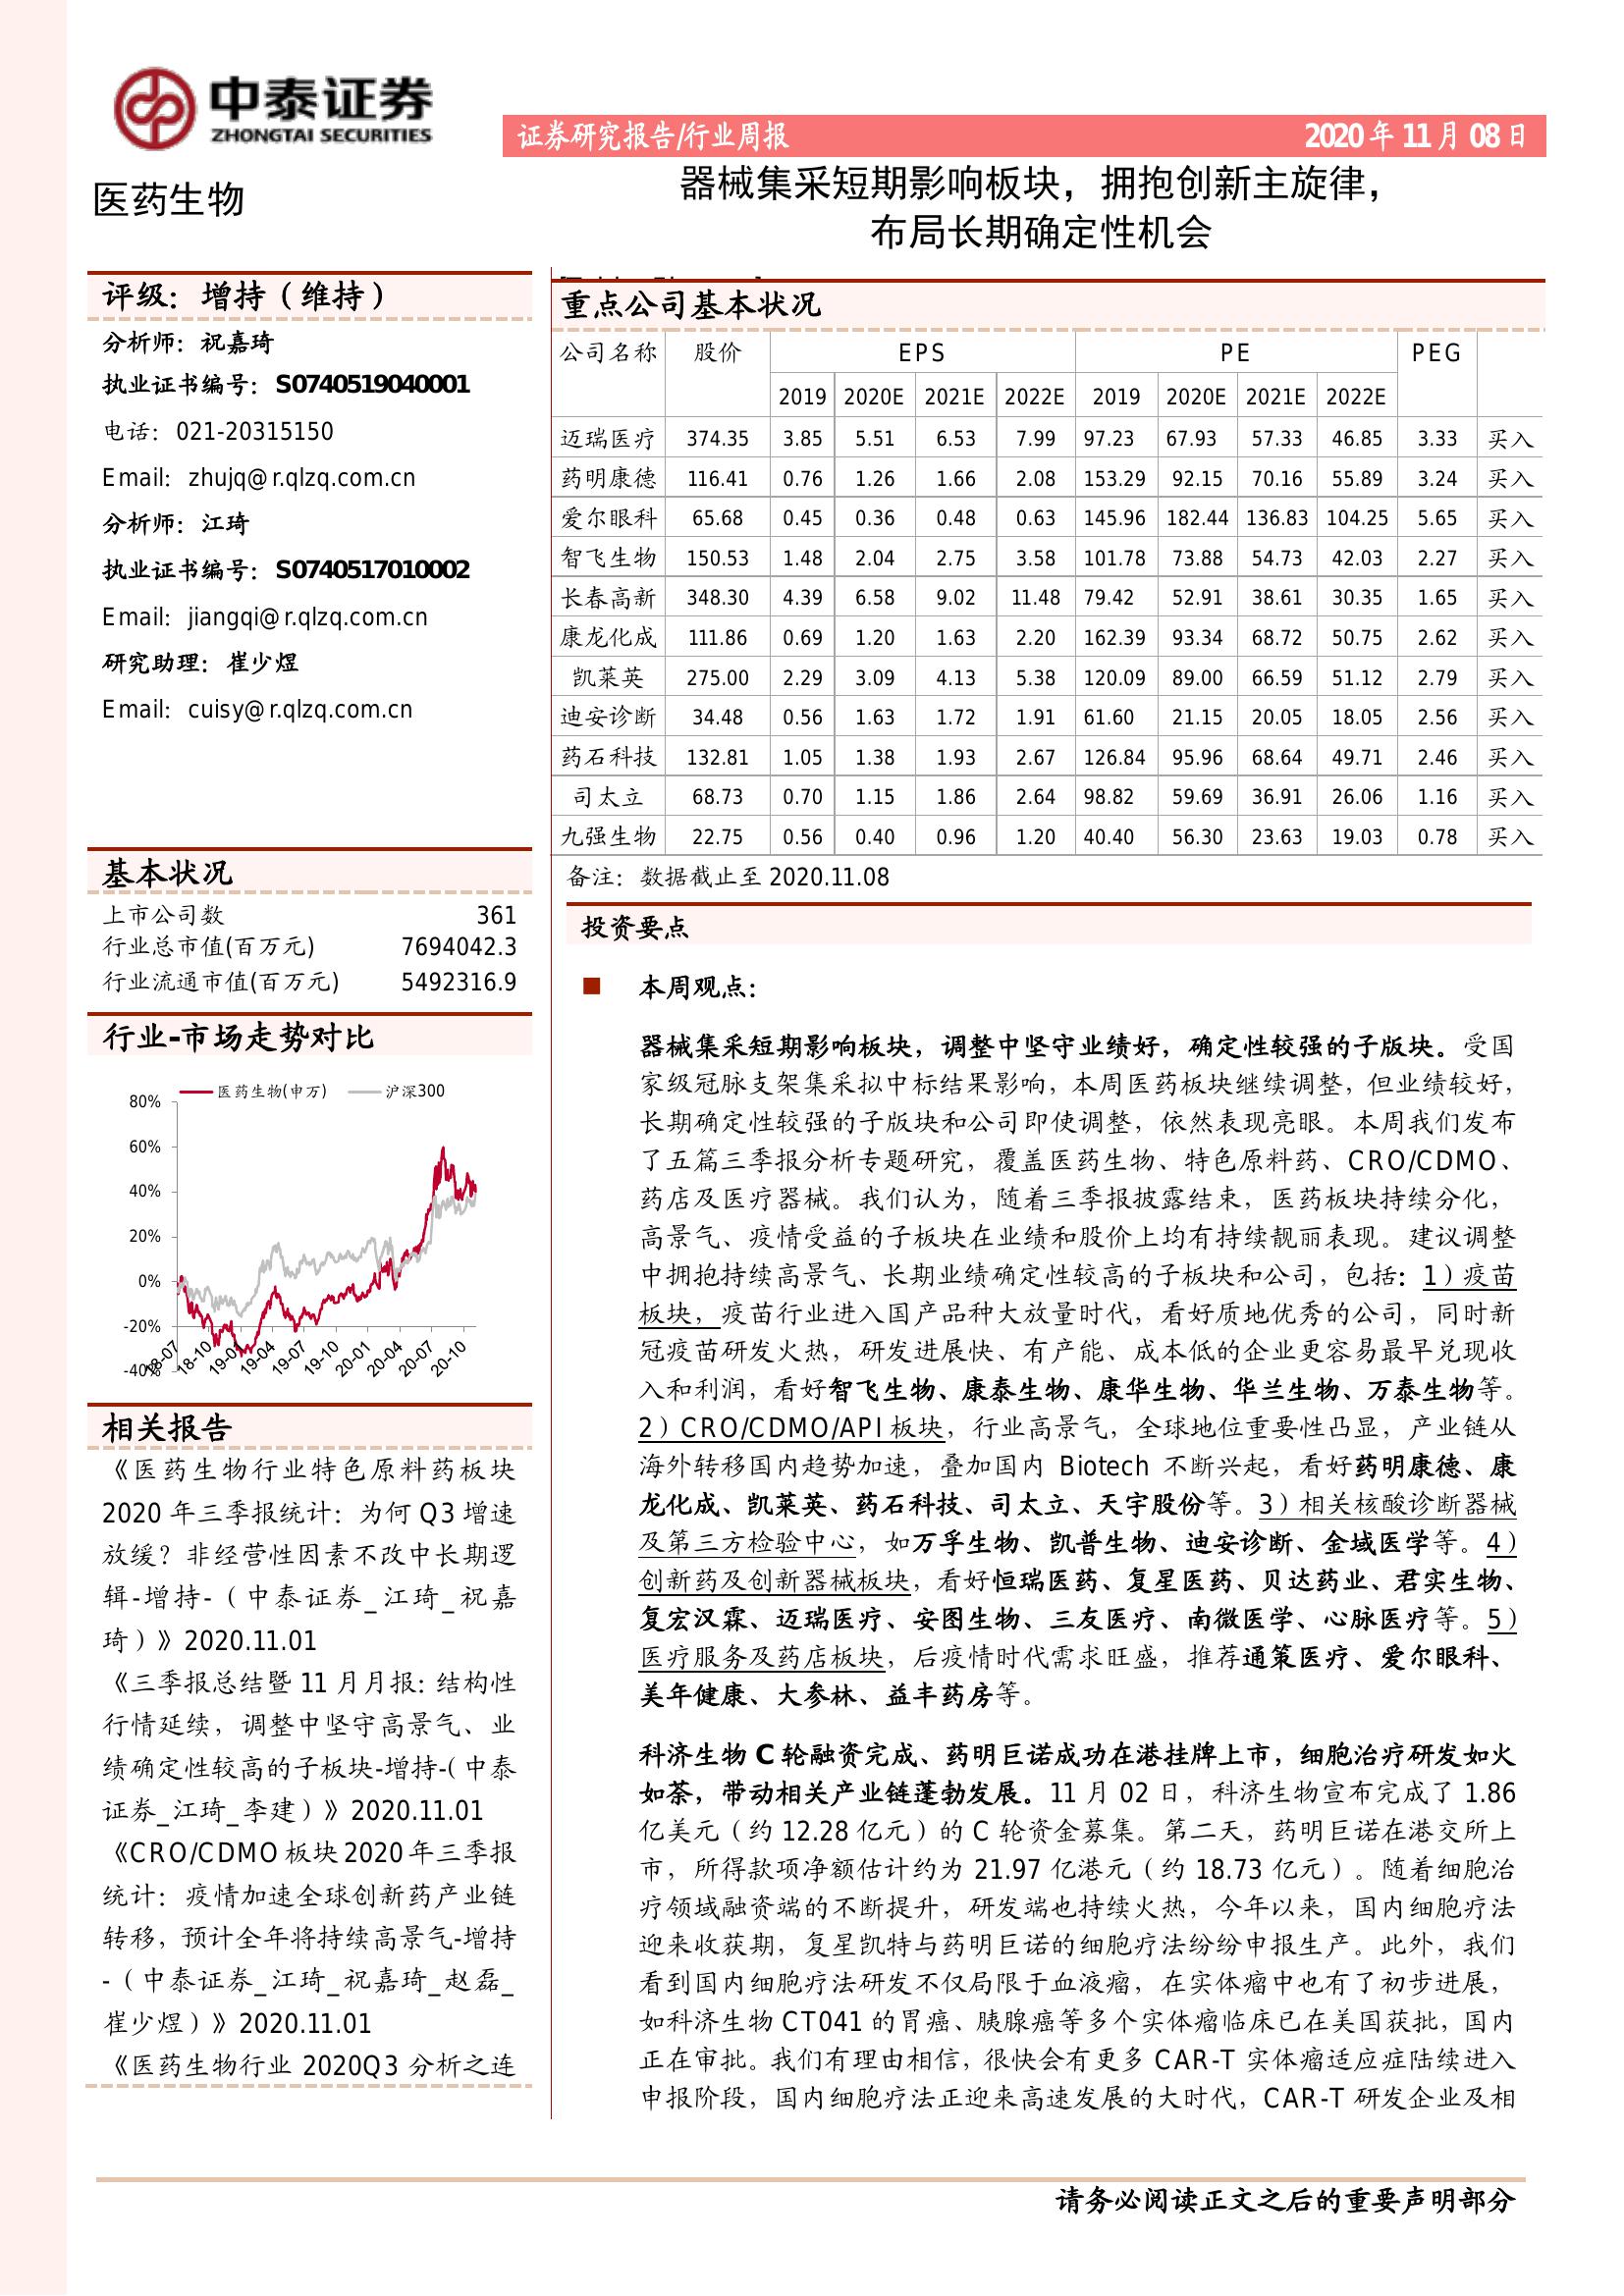 中泰证券
ZHONGTAI SECURITIES
证券研究报告/行业周报 2020年11月08日
医药生物
器械集采短期影响板块，拥抱创新主旋律，
布局长期确定性机会
评级：增持（维持）
分析师：祝嘉琦
执业证书编号：S0740519040001
电话：021-20315150
Email：zhujq@r.qlzq.com.cn
分析师：江琦
执业证书编号：S0740517010002
Email：jiangqi@r.qlzq.com.cn
研究助理：崔少煜
Email：cuisy@r.qlzq.com.cn
基本状况
上市公司数 361
行业总市值(百万元) 7694042.3
行业流通市值(百万元) 5492316.9
行业-市场走势对比
医药生物(申万) 沪深300
80%
60%
40%
20%
0%
-20%
-40%
18-07 18-10 19-01 19-04 19-07 19-10 20-01 20-04 20-07 20-10
相关报告
《医药生物行业特色原料药板块
2020 年三季报统计：为何 Q3 增速
放缓？非经营性因素不改中长期逻
辑-增持-（中泰证券_江琦_祝嘉
琦）》2020.11.01
《三季报总结暨 11 月月报：结构性
行情延续，调整中坚守高景气、业
绩确定性较高的子板块-增持-(中泰
证券_江琦_李建）》2020.11.01
《CRO/CDMO 板块 2020 年三季报
统计：疫情加速全球创新药产业链
转移，预计全年将持续高景气-增持
-（中泰证券_江琦_祝嘉琦_赵磊_
崔少煜）》2020.11.01
《医药生物行业 2020Q3 分析之连
重点公司基本状况
公司名称 股价 EPS PE PEG
2019 2020E 2021E 2022E 2019 2020E 2021E 2022E
迈瑞医疗 374.35 3.85 5.51 6.53 7.99 97.23 67.93 57.33 46.85 3.33 买入
药明康德 116.41 0.76 1.26 1.66 2.08 153.29 92.15 70.16 55.89 3.24 买入
爱尔眼科 65.68 0.45 0.36 0.48 0.63 145.96 182.44 136.83 104.25 5.65 买入
智飞生物 150.53 1.48 2.04 2.75 3.58 101.78 73.88 54.73 42.03 2.27 买入
长春高新 348.30 4.39 6.58 9.02 11.48 79.42 52.91 38.61 30.35 1.65 买入
康龙化成 111.86 0.69 1.20 1.63 2.20 162.39 93.34 68.72 50.75 2.62 买入
凯莱英 275.00 2.29 3.09 4.13 5.38 120.09 89.00 66.59 51.12 2.79 买入
迪安诊断 34.48 0.56 1.63 1.72 1.91 61.60 21.15 20.05 18.05 2.56 买入
药石科技 132.81 1.05 1.38 1.93 2.67 126.84 95.96 68.64 49.71 2.46 买入
司太立 68.73 0.70 1.15 1.86 2.64 98.82 59.69 36.91 26.06 1.16 买入
九强生物 22.75 0.56 0.40 0.96 1.20 40.40 56.30 23.63 19.03 0.78 买入
备注：数据截止至 2020.11.08
投资要点
■ 本周观点：
器械集采短期影响板块，调整中坚守业绩好，确定性较强的子版块。受国
家级冠脉支架集采拟中标结果影响，本周医药板块继续调整，但业绩较好，
长期确定性较强的子版块和公司即使调整，依然表现亮眼。本周我们发布
了五篇三季报分析专题研究，覆盖医药生物、特色原料药、CRO/CDMO、
药店及医疗器械。我们认为，随着三季报披露结束，医药板块持续分化，
高景气、疫情受益的子板块在业绩和股价上均有持续靓丽表现。建议调整
中拥抱持续高景气、长期业绩确定性较高的子板块和公司，包括：1）疫苗
板块，疫苗行业进入国产品种大放量时代，看好质地优秀的公司，同时新
冠疫苗研发火热，研发进展快、有产能、成本低的企业更容易最早兑现收
入和利润，看好智飞生物、康泰生物、康华生物、华兰生物、万泰生物等。
2）CRO/CDMO/API 板块，行业高景气，全球地位重要性凸显，产业链从
海外转移国内趋势加速，叠加国内 Biotech 不断兴起，看好药明康德、康
龙化成、凯莱英、药石科技、司太立、天宇股份等。3）相关核酸诊断器械
及第三方检验中心，如万孚生物、凯普生物、迪安诊断、金域医学等。4）
创新药及创新器械板块，看好恒瑞医药、复星医药、贝达药业、君实生物、
复宏汉霖、迈瑞医疗、安图生物、三友医疗、南微医学、心脉医疗等。5）
医疗服务及药店板块，后疫情时代需求旺盛，推荐通策医疗、爱尔眼科、
美年健康、大参林、益丰药房等。
科济生物 C 轮融资完成、药明巨诺成功在港挂牌上市，细胞治疗研发如火
如荼，带动相关产业链蓬勃发展。11 月 02 日，科济生物宣布完成了 1.86
亿美元（约 12.28 亿元）的 C 轮资金募集。第二天，药明巨诺在港交所上
市，所得款项净额估计约为 21.97 亿港元（约 18.73 亿元）。随着细胞治
疗领域融资端的不断提升，研发端也持续火热，今年以来，国内细胞疗法
迎来收获期，复星凯特与药明巨诺的细胞疗法纷纷申报生产。此外，我们
看到国内细胞疗法研发不仅局限于血液瘤，在实体瘤中也有了初步进展，
如科济生物 CT041 的胃癌、胰腺癌等多个实体瘤临床已在美国获批，国内
正在审批。我们有理由相信，很快会有更多 CAR-T 实体瘤适应症陆续进入
申报阶段，国内细胞疗法正迎来高速发展的大时代，CAR-T 研发企业及相
请务必阅读正文之后的重要声明部分